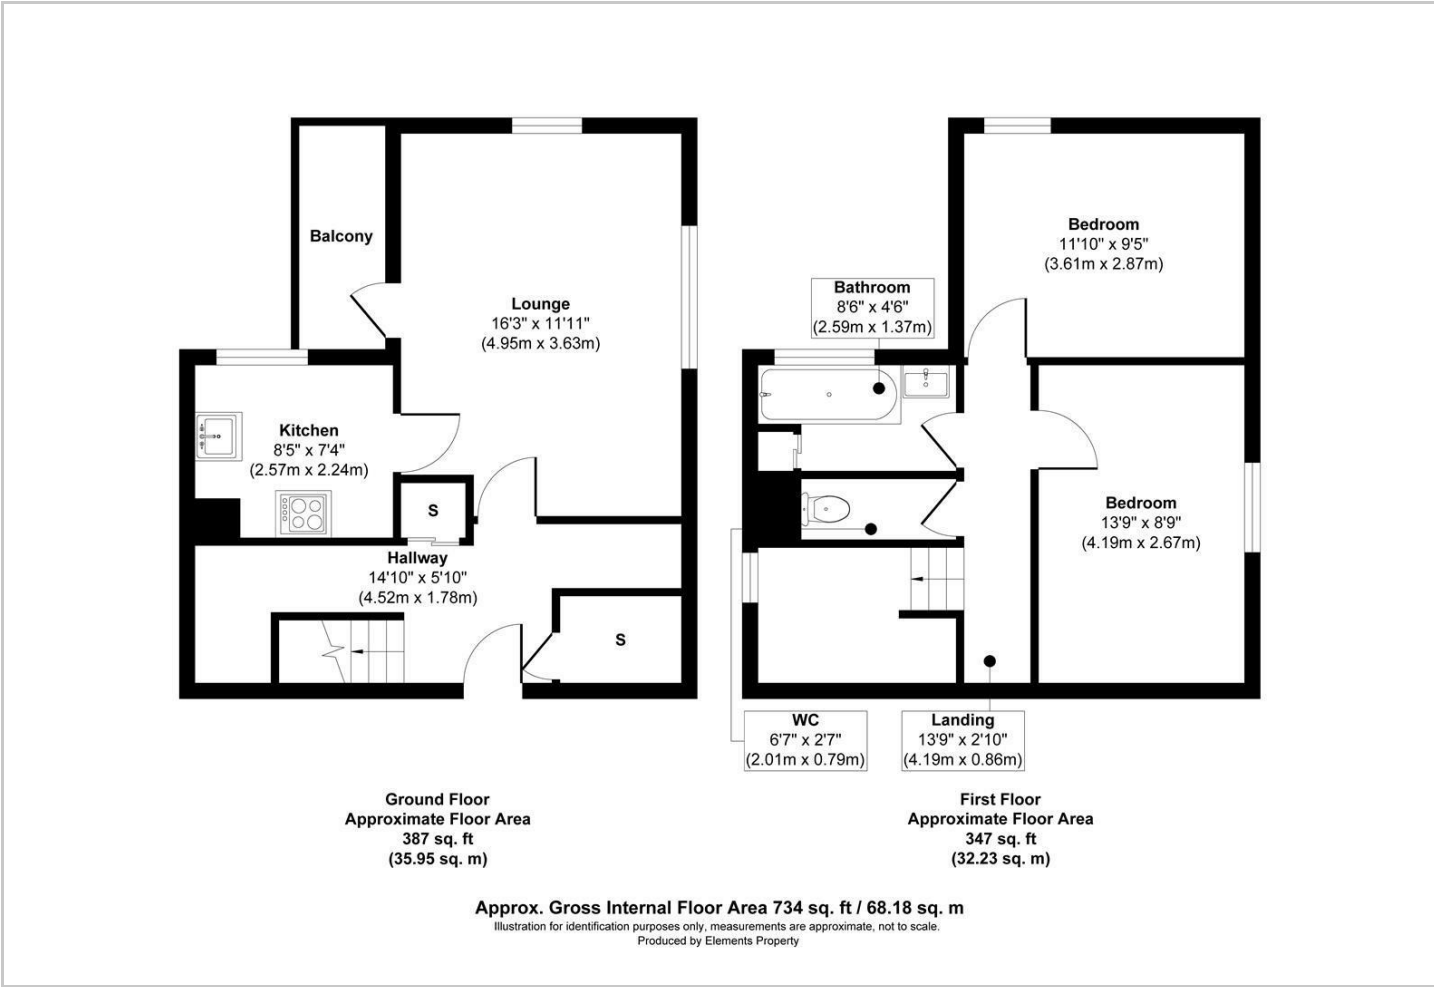 Balcony
Lounge
16'3" x 11'11"
(4.95m x 3.63m)
Kitchen
8'5" x 7'4"
(2.57m x 2.24m)
S
Hallway
14'10" x 5'10"
(4.52m x 1.78m)
S
Bedroom
11'10" x 9'5"
(3.61m x 2.87m)
Bathroom
8'6" x 4'6"
(2.59m x 1.37m)
Bedroom
13'9" x 8'9"
(4.19m x 2.67m)
WC
6'7" x 2'7"
(2.01m x 0.79m)
Landing
13'9" x 2'10"
(4.19m x 0.86m)
Ground Floor
Approximate Floor Area
387 sq. ft
(35.95 sq. m)
First Floor
Approximate Floor Area
347 sq. ft
(32.23 sq. m)
Approx. Gross Internal Floor Area 734 sq. ft / 68.18 sq. m
Illustration for identification purposes only, measurements are approximate, not to scale.
Produced by Elements Property